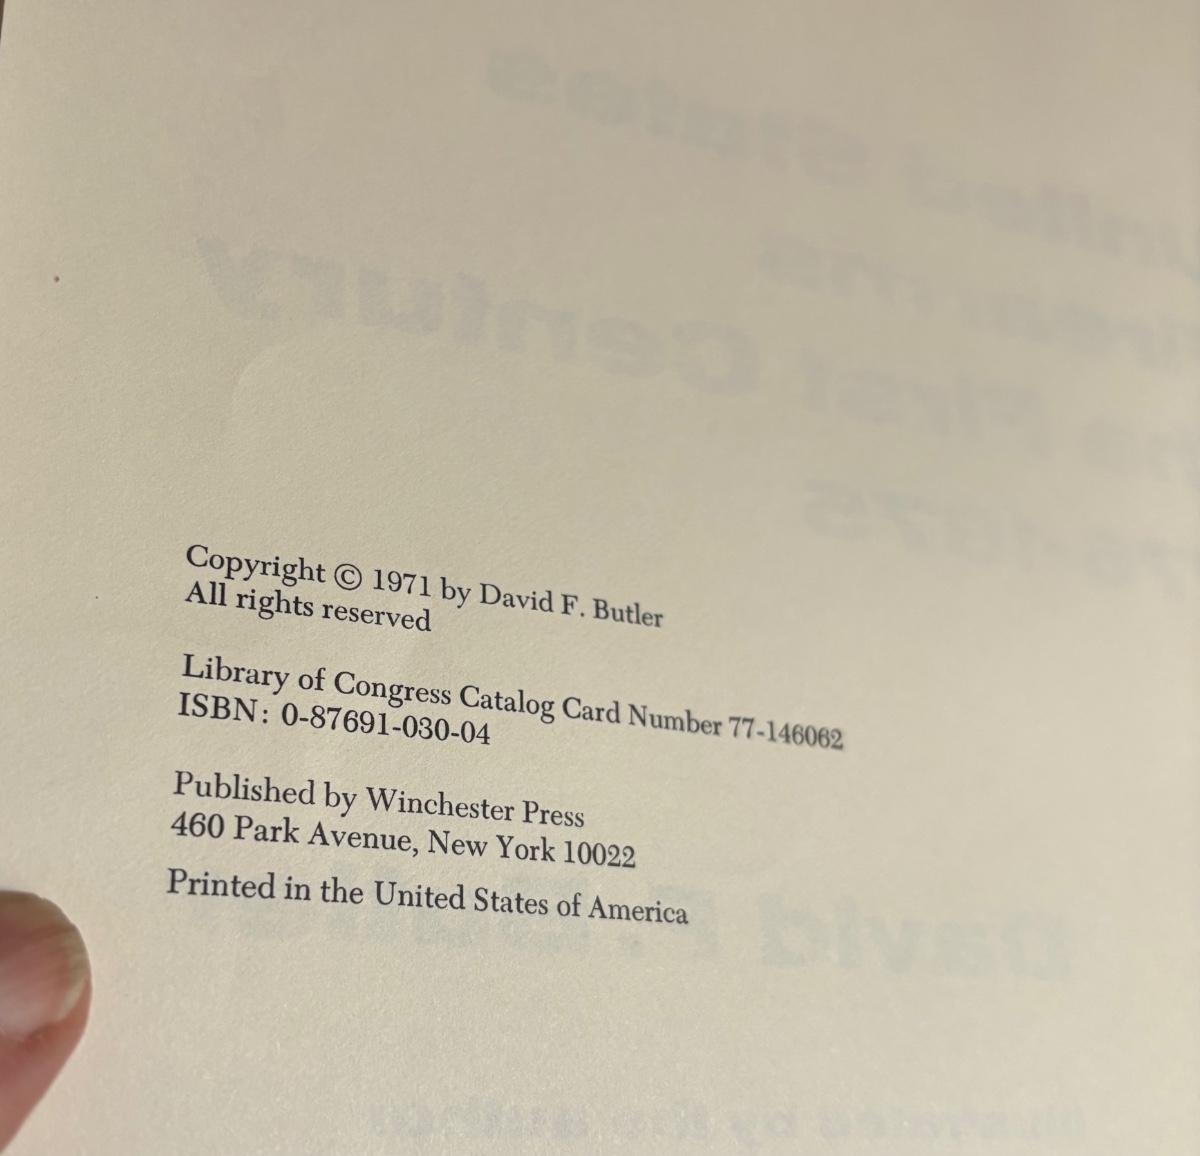 Copyright © 1971 by David F. Butler
All rights reserved
Library of Congress Catalog Card Number 77-146062
ISBN: 0-87691-030-04
Published by Winchester Press
460 Park Avenue, New York 10022
Printed in the United States of America